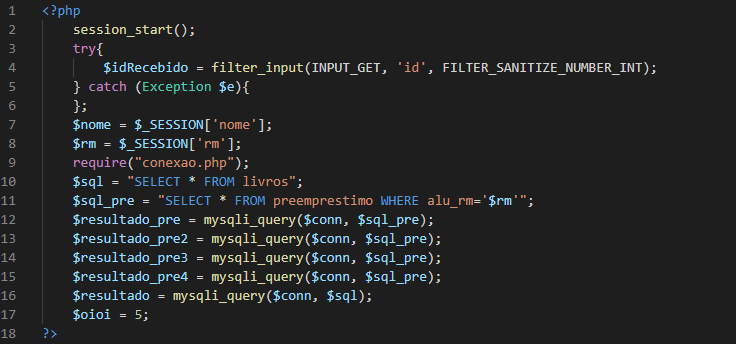 1 <?php
2 session_start();
3 try{
4 $idRecebido = filter_input(INPUT_GET, 'id', FILTER_SANITIZE_NUMBER_INT);
5 } catch (Exception $e){
6 };
7 $nome = $_SESSION['nome'];
8 $rm = $_SESSION['rm'];
9 require("conexao.php");
10 $sql = "SELECT * FROM livros";
11 $sql_pre = "SELECT * FROM preemprestimo WHERE alu_rm='$rm'";
12 $resultado_pre = mysqli_query($conn, $sql_pre);
13 $resultado_pre2 = mysqli_query($conn, $sql_pre);
14 $resultado_pre3 = mysqli_query($conn, $sql_pre);
15 $resultado_pre4 = mysqli_query($conn, $sql_pre);
16 $resultado = mysqli_query($conn, $sql);
17 $oioi = 5;
18 ?>